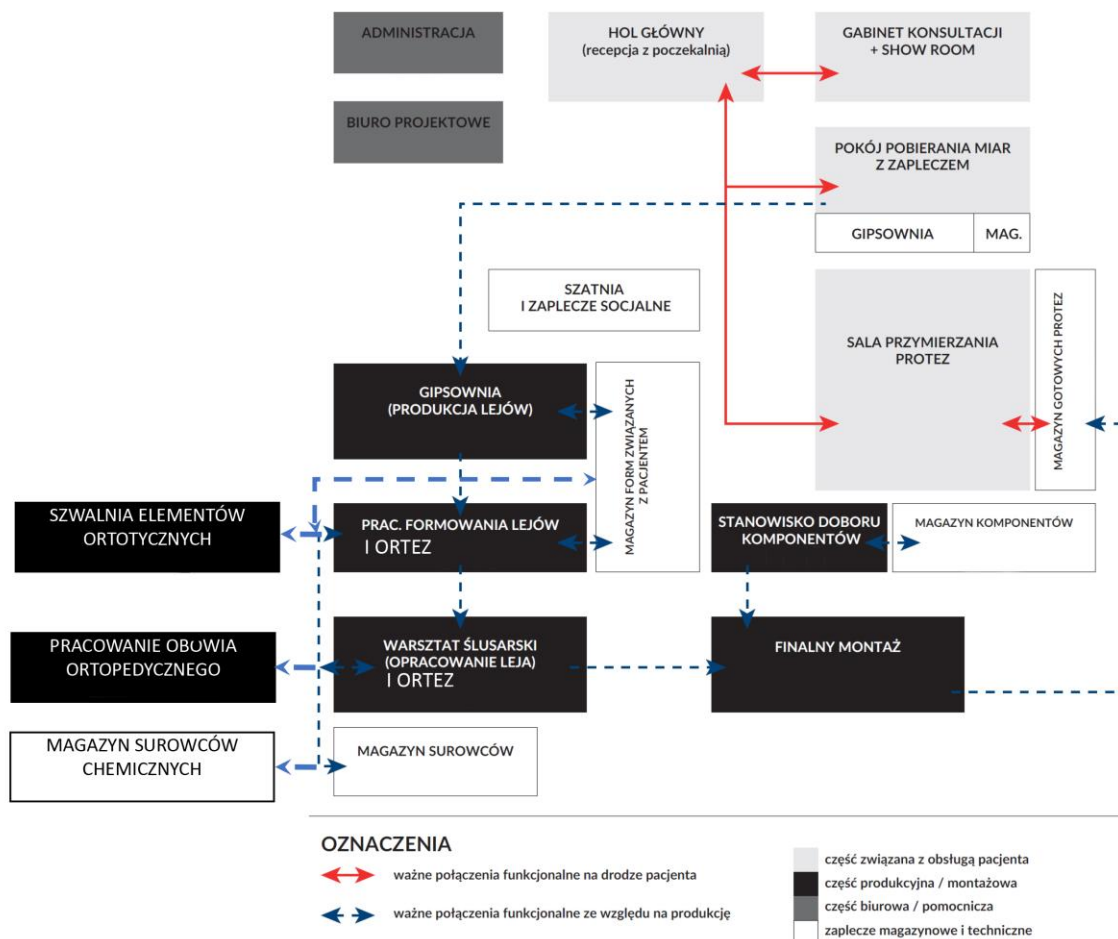 ADMINISTRACJA
HOL GŁÓWNY
(recepcja z poczekalnią)
GABINET KONSULTACJI
+ SHOW ROOM
BIURO PROJEKTOWE
POKÓJ POBIERANIA MIAR
Z ZAPLECZEM
GIPSOWNIA
MAG.
SZATNIA
I ZAPLECZE SOCJALNE
SALA PRZYMIERZANIA
PROTEZ
MAGAZYN GOTOWYCH PROTEZ
GIPSOWNIA
(PRODUKCJA LEJÓW)
MAGAZYN FORM ZWIĄZANYCH
Z PACJENTEM
SZWALNIA ELEMENTÓW
ORTOTYCZNYCH
PRAC. FORMOWANIA LEJÓW
I ORTEZ
STANOWISKO DOBORU
KOMPONENTÓW
MAGAZYN KOMPONENTÓW
PRACOWANIE OBUWIA
ORTOPEDYCZNEGO
WARSZTAT ŚLUSARSKI
(OPRACOWANIE LEJA)
I ORTEZ
FINALNY MONTAŻ
MAGAZYN SUROWCÓW
CHEMICZNYCH
MAGAZYN SUROWCÓW
OZNACZENIA
ważne połączenia funkcjonalne na drodze pacjenta
ważne połączenia funkcjonalne ze względu na produkcję
część związana z obsługą pacjenta
część produkcyjna / montażowa
część biurowa / pomocnicza
zaplecze magazynowe i techniczne